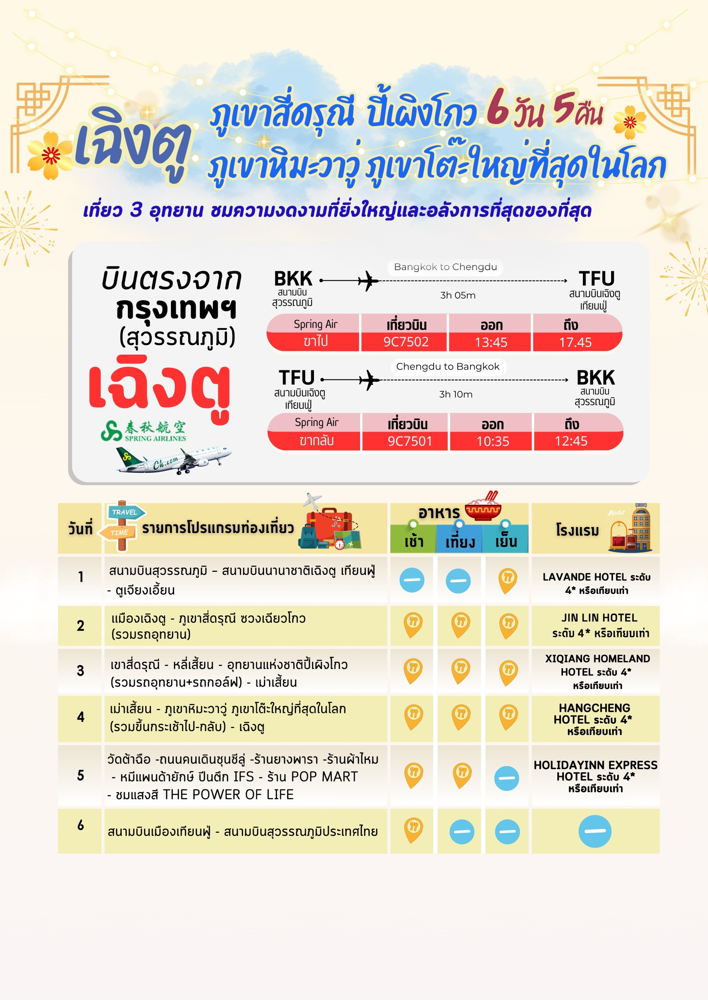 เฉิงตู
ภูเขาสี่ดรุณี ปี้เผิงโกว 6 วัน 5 คืน
ภูเขาหิมะวาวู่ ภูเขาโต๊ะใหญ่ที่สุดในโลก
เที่ยว 3 อุทยาน ชมความงดงามที่ยิ่งใหญ่และอลังการที่สุดของที่สุด
บินตรงจาก
กรุงเทพฯ
(สุวรรณภูมิ)
เฉิงตู
春秋航空
SPRING AIRLINES
Ch.com
Bangkok to Chengdu
BKK TFU
สนามบิน
สุวรรณภูมิ
3h 05m
สนามบินเฉิงตู
เทียนฟู่
Spring Air เที่ยวบิน ออก ถึง
ขาไป 9C7502 13:45 17.45
Chengdu to Bangkok
TFU BKK
สนามบินเฉิงตู
เทียนฟู่
3h 10m
สนามบิน
สุวรรณภูมิ
Spring Air เที่ยวบิน ออก ถึง
ขากลับ 9C7501 10:35 12:45
วันที่
TRAVEL
TIME
รายการโปรแกรมท่องเที่ยว
อาหาร
เช้า เที่ยง เย็น
โรงแรม
Hotel
1
สนามบินสุวรรณภูมิ – สนามบินนานาชาติเฉิงตู เทียนฟู่
- ตูเจียงเอี้ยน
LAVANDE HOTEL ระดับ
4* หรือเทียบเท่า
2
แมืองเฉิงตู - ภูเขาสี่ดรุณี ซวงเฉียวโกว
(รวมรถอุทยาน)
JIN LIN HOTEL
ระดับ 4* หรือเทียบเท่า
3
เขาสี่ดรุณี - หลี่เสี้ยน - อุทยานแห่งชาติปี้เผิงโกว
(รวมรถอุทยาน+รถกอล์ฟ) - เม่าเสี้ยน
XIQIANG HOMELAND
HOTEL ระดับ 4*
หรือเทียบเท่า
4
เม่าเสี้ยน - ภูเขาหิมะวาวู่ ภูเขาโต๊ะใหญ่ที่สุดในโลก
(รวมขึ้นกระเช้าไป-กลับ) - เฉิงตู
HANGCHENG
HOTEL ระดับ 4*
หรือเทียบเท่า
5
วัดต้าฉือ -ถนนคนเดินชุนซีลู่ -ร้านยางพารา -ร้านผ้าไหม
- หมีแพนด้ายักษ์ ปีนตึก IFS - ร้าน POP MART
- ชมแสงสี THE POWER OF LIFE
HOLIDAYINN EXPRESS
HOTEL ระดับ 4*
หรือเทียบเท่า
6
สนามบินเมืองเทียนฟู่ - สนามบินสุวรรณภูมิประเทศไทย